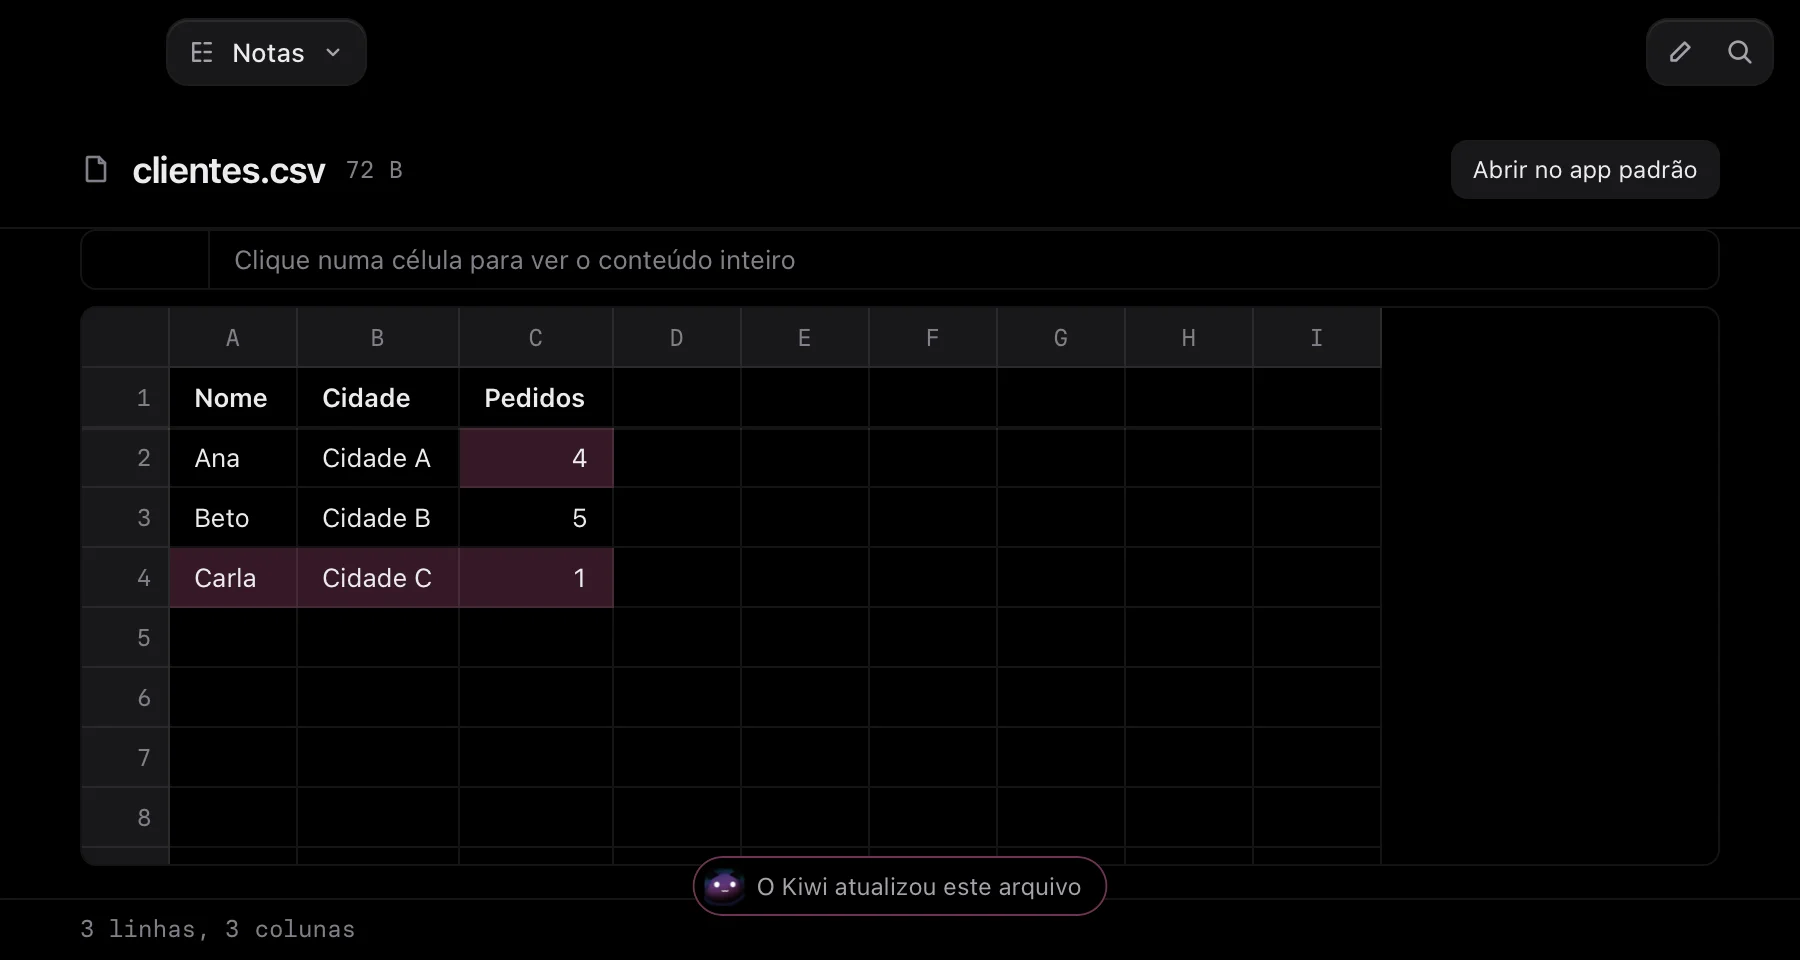 Notas
clientes.csv 72 B
Abrir no app padrão
Clique numa célula para ver o conteúdo inteiro
A B C D E F G H I
1 Nome Cidade Pedidos
2 Ana Cidade A 4
3 Beto Cidade B 5
4 Carla Cidade C 1
5
6
7
8
O Kiwi atualizou este arquivo
3 linhas, 3 colunas